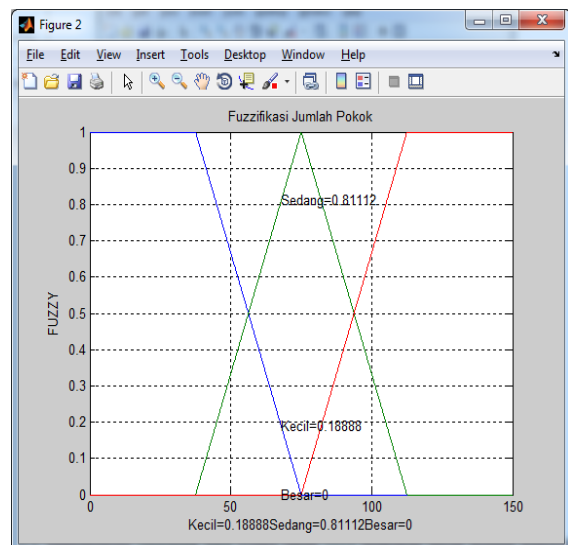 Figure 2
File Edit View Insert Tools Desktop Window Help
Fuzzifikasi Jumlah Pokok
1
0.9
0.8
0.7
0.6
0.5
0.4
0.3
0.2
0.1
0
FUZZY
Sedang=0.81112
Kecil=0.18888
Besar=0
0 50 100 150
Kecil=0.18888Sedang=0.81112Besar=0